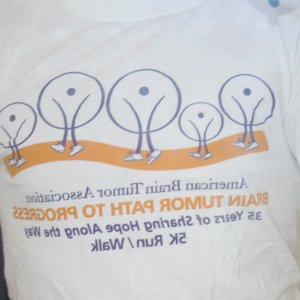 American Brain Tumor Association
BRAIN TUMOR PATH TO PROGRESS
35 Years of Sharing Hope Along the Way
5K Run / Walk